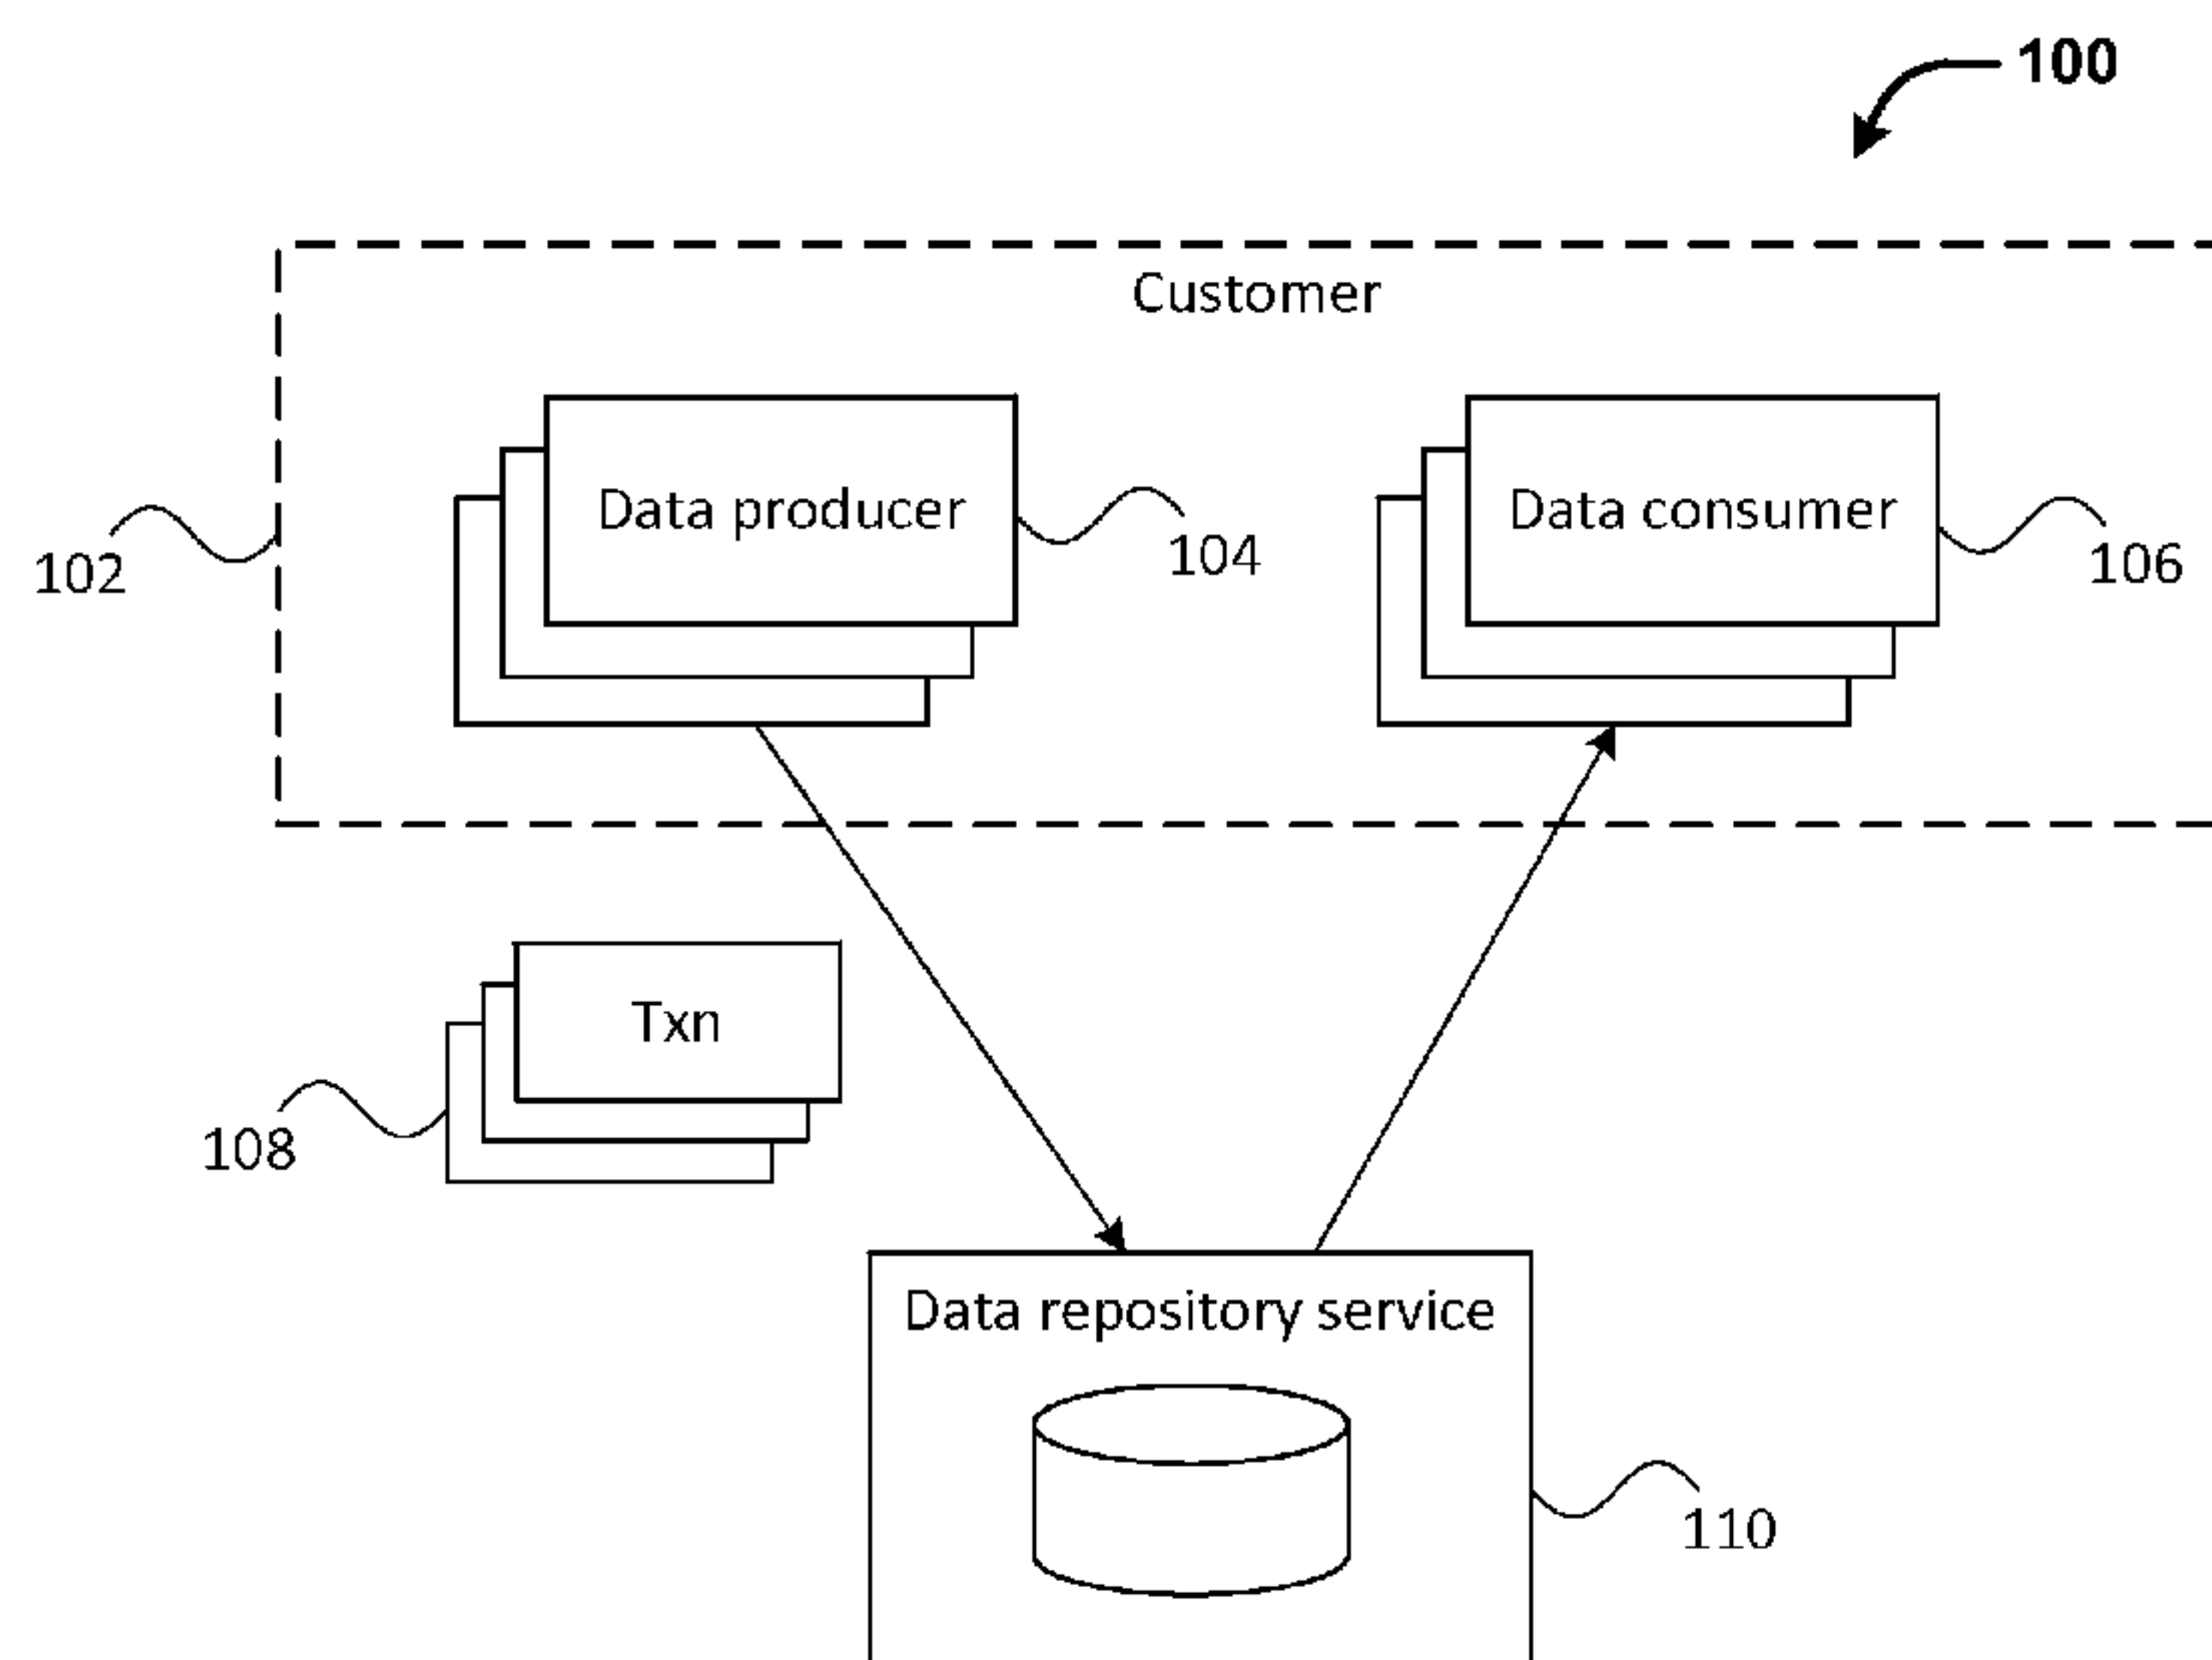 100
Customer
Data producer
Data consumer
102
104
106
Txn
108
Data repository service
110